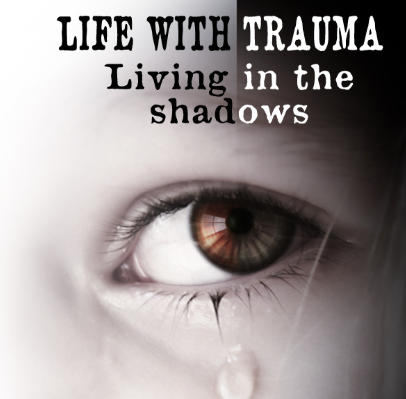 LIFE WITH TRAUMA
Living in the
shadows